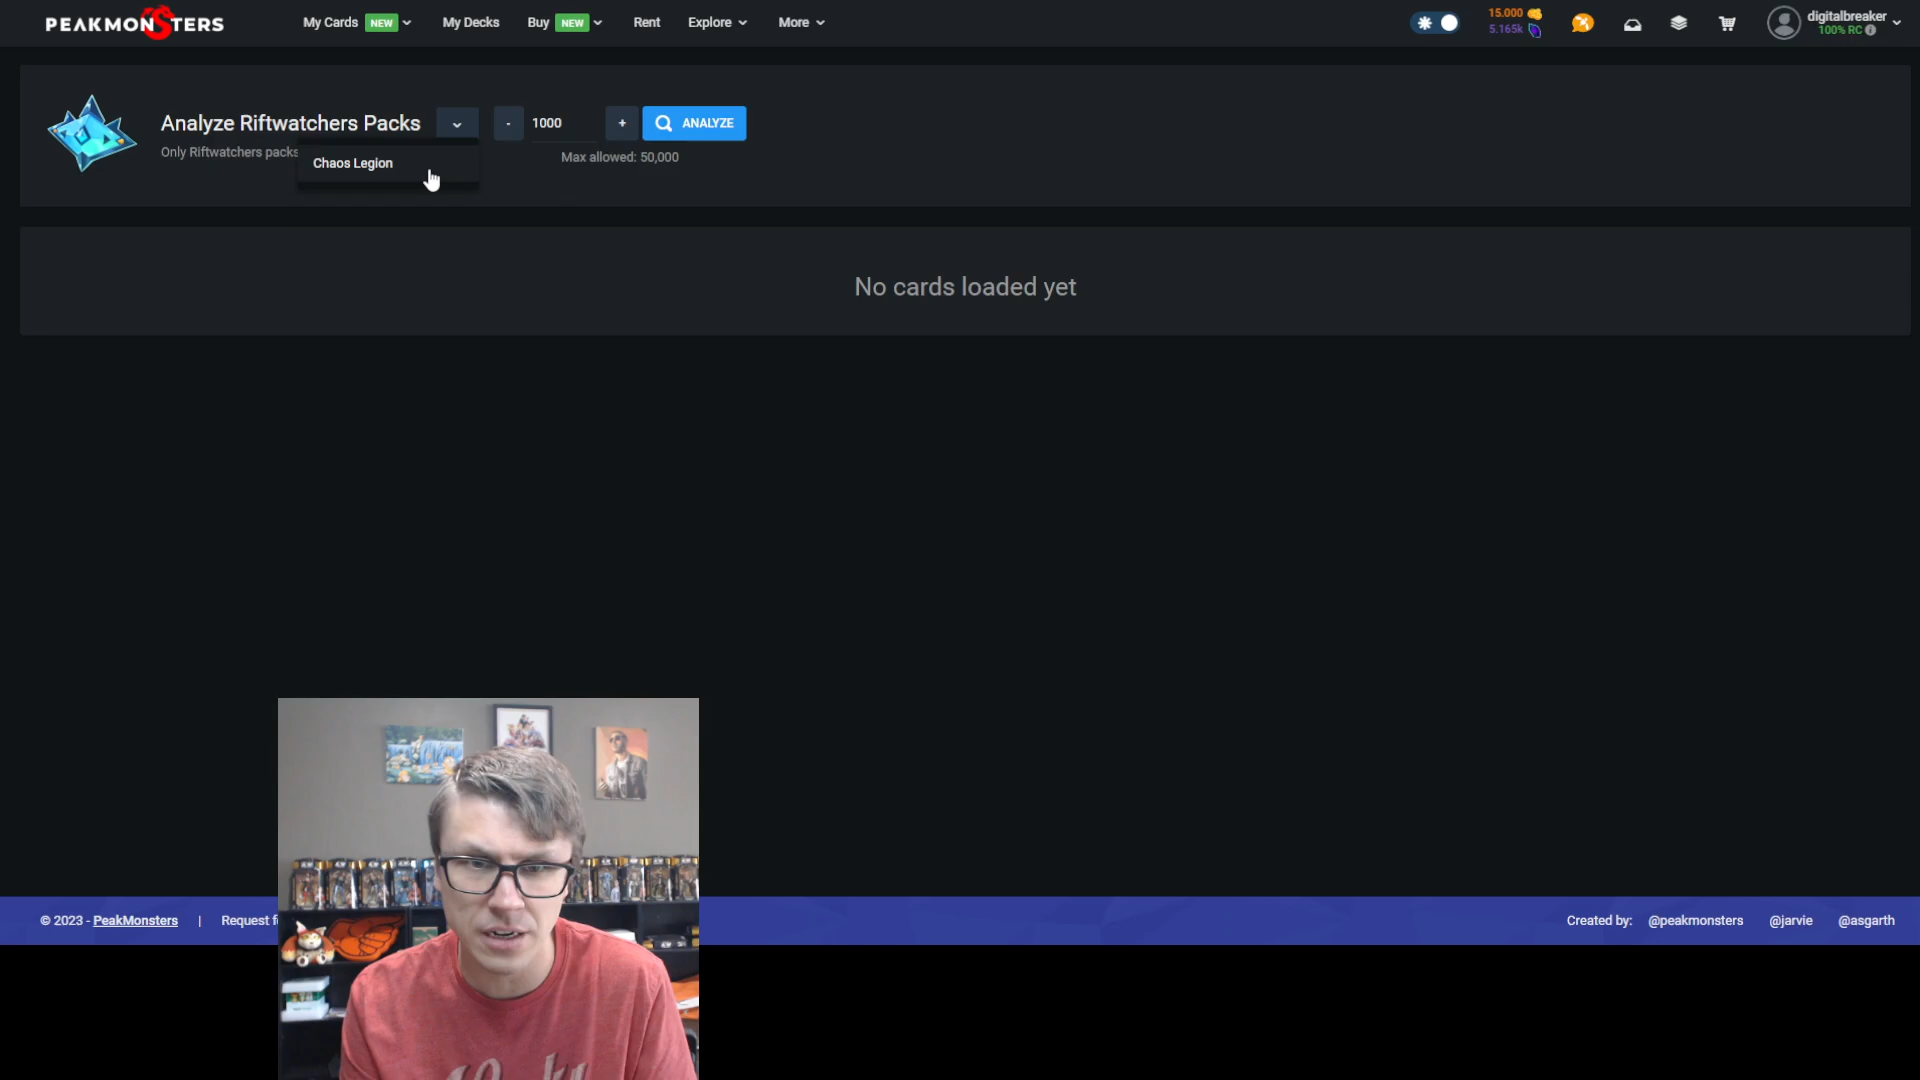 PEAKMONSTERS
My Cards NEW
My Decks
Buy NEW
Rent
Explore
More
15.000
5.165k
digitalbreaker
100% RC
Analyze Riftwatchers Packs
- 1000 +
ANALYZE
Only Riftwatchers packs
Chaos Legion
Max allowed: 50,000
No cards loaded yet
© 2023 - PeakMonsters | Request
Created by: @peakmonsters @jarvie @asgarth